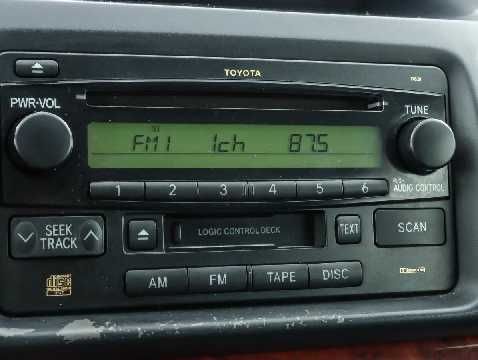 TOYOTA
PWR-VOL
TUNE
FM1 1ch 87.5
1 2 3 4 5 6
PUSH
AUDIO CONTROL
SEEK
TRACK
LOGIC CONTROL DECK
TEXT
SCAN
AM FM TAPE DISC